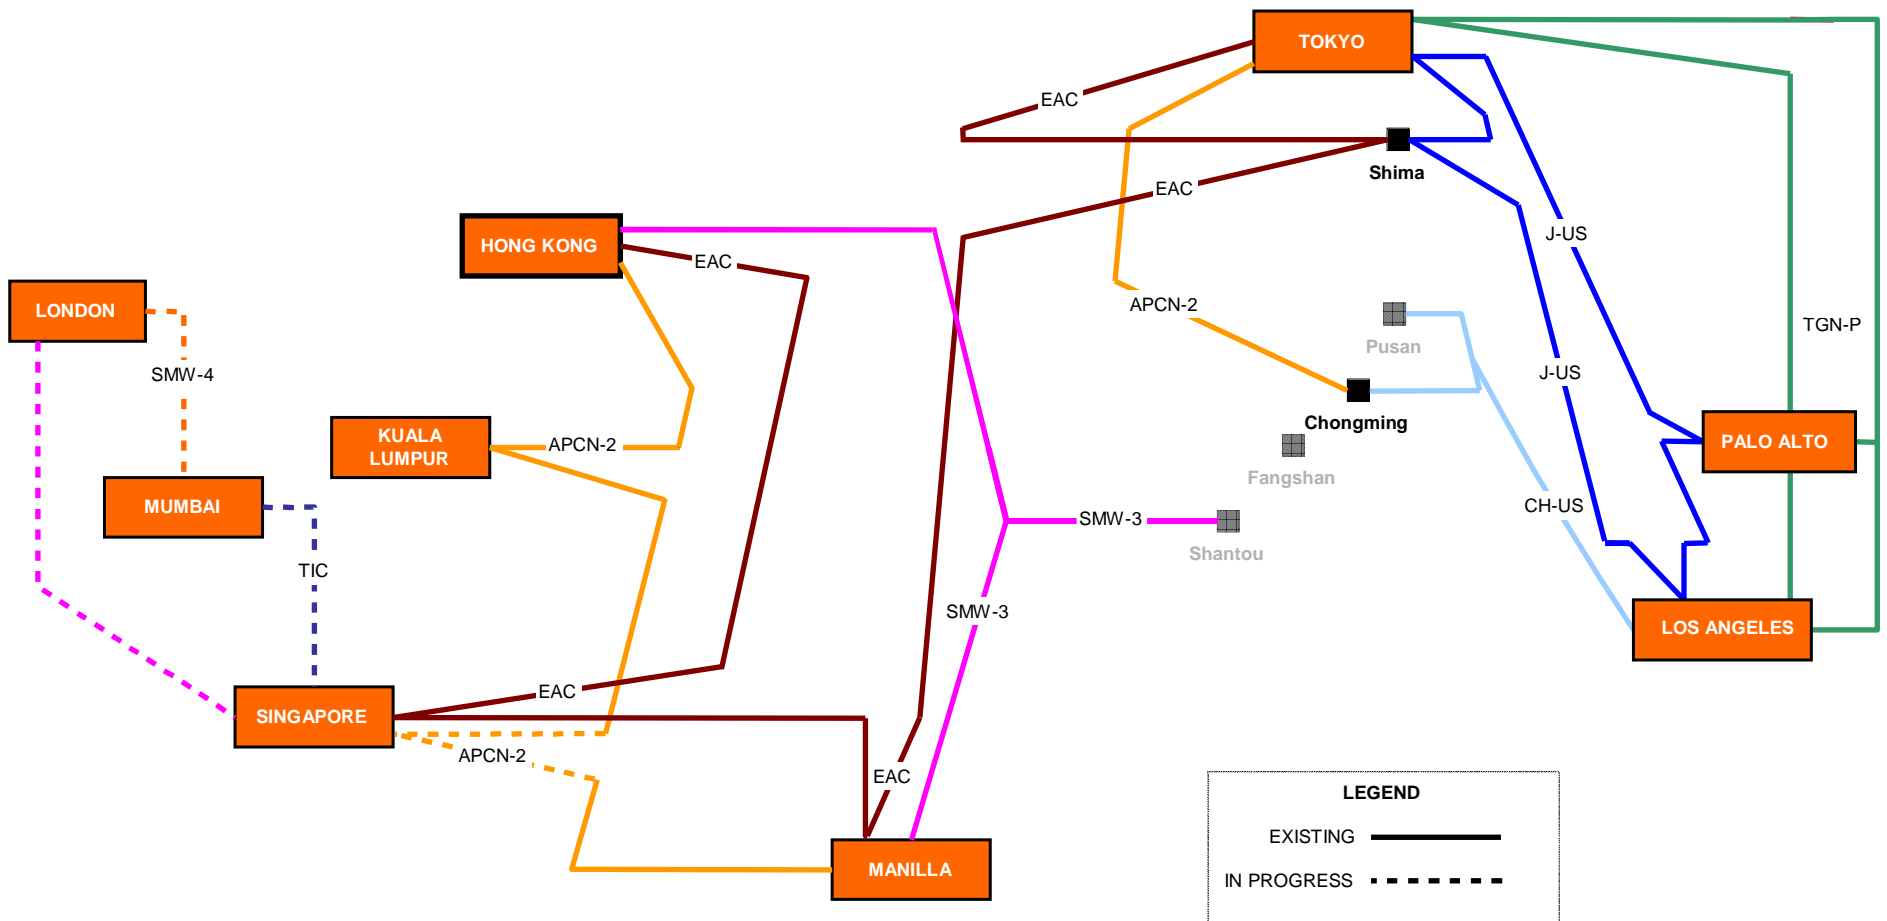 TOKYO
EAC
Shima
EAC
HONG KONG
J-US
EAC
LONDON
APCN-2
TGN-P
Pusan
SMW-4
J-US
Chongming
KUALA
LUMPUR
APCN-2
PALO ALTO
Fangshan
MUMBAI
CH-US
SMW-3
Shantou
TIC
SMW-3
LOS ANGELES
EAC
SINGAPORE
APCN-2
EAC
LEGEND
EXISTING
MANILLA
IN PROGRESS